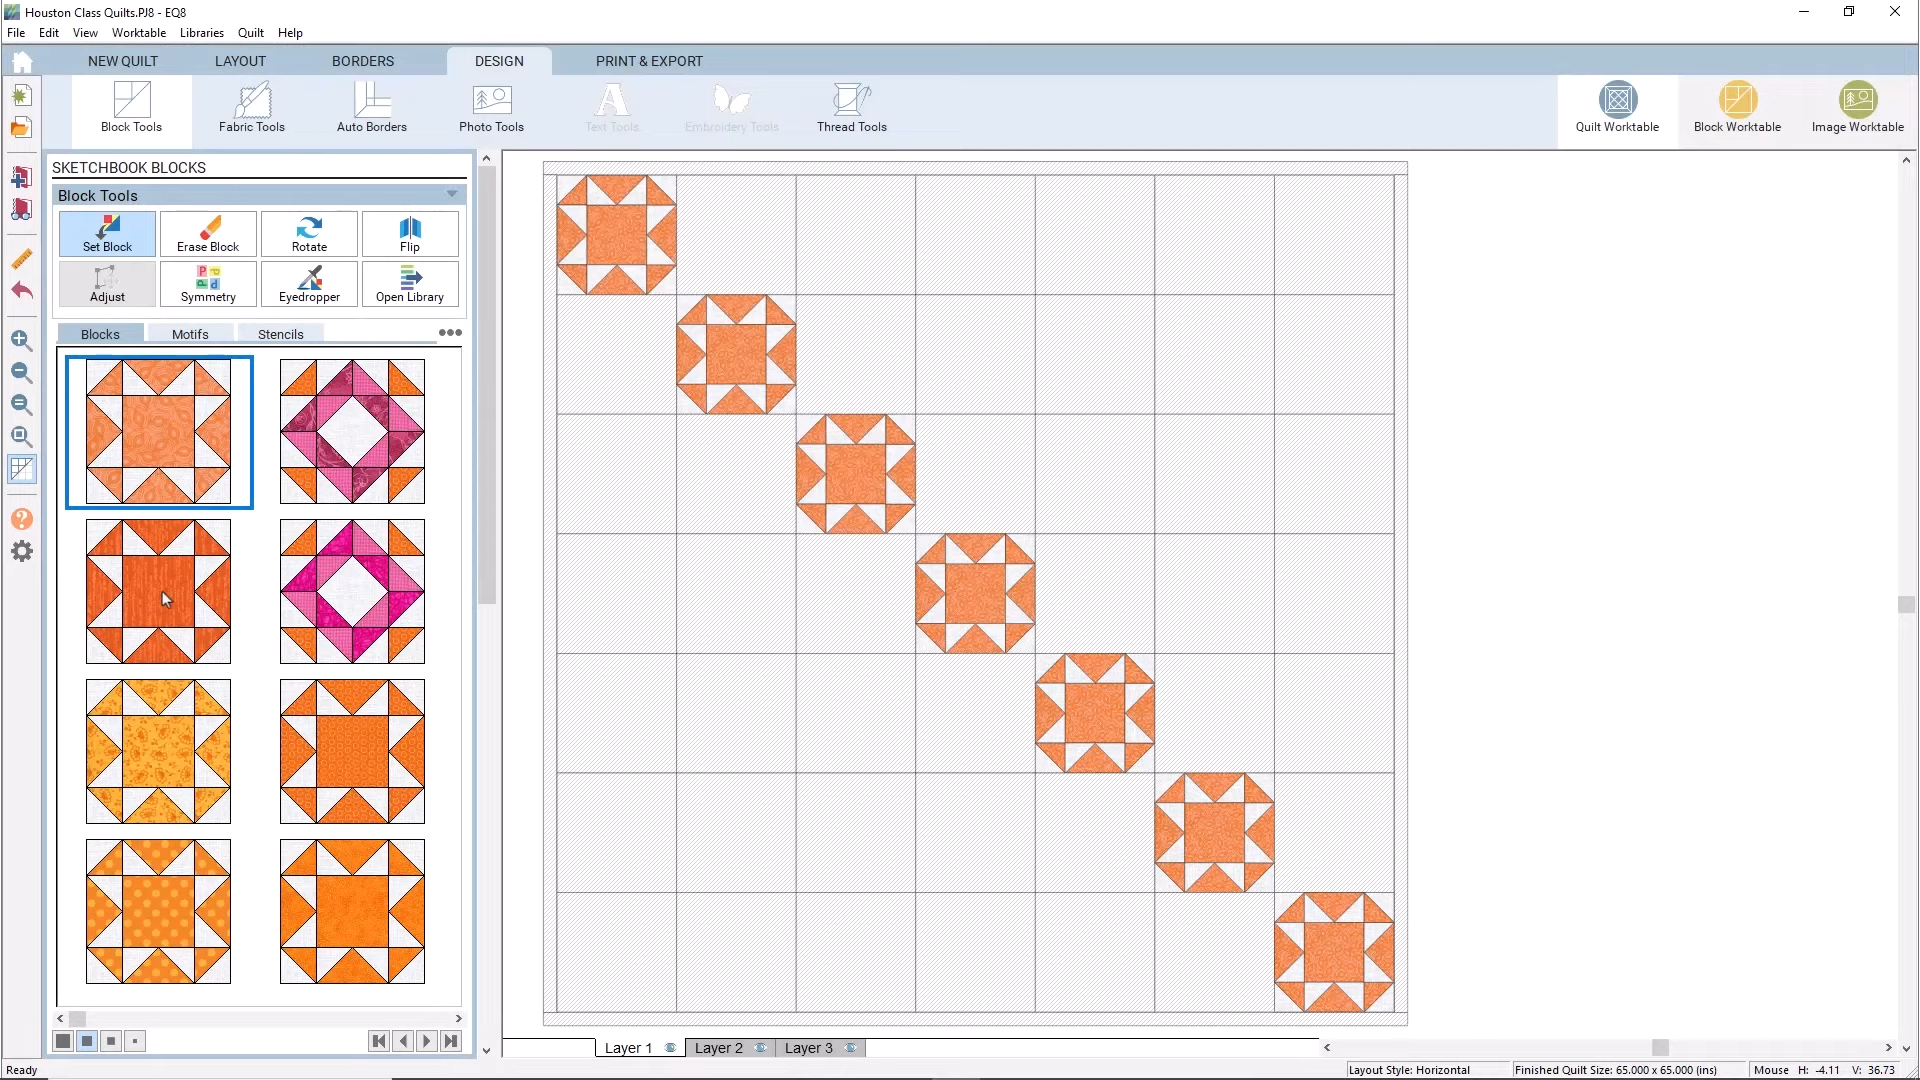 Houston Class Quilts.PJ8 - EQ8
File Edit View Worktable Libraries Quilt Help
NEW QUILT LAYOUT BORDERS DESIGN PRINT & EXPORT
Block Tools Fabric Tools Auto Borders Photo Tools Text Tools Embroidery Tools Thread Tools Quilt Worktable Block Worktable Image Worktable
SKETCHBOOK BLOCKS
Block Tools
Set Block Erase Block Rotate Flip
Adjust Symmetry Eyedropper Open Library
Blocks Motifs Stencils
Layer 1 Layer 2 Layer 3
Ready Layout Style: Horizontal Finished Quilt Size: 65.000 x 65.000 (ins) Mouse H: -4.11 V: 36.73